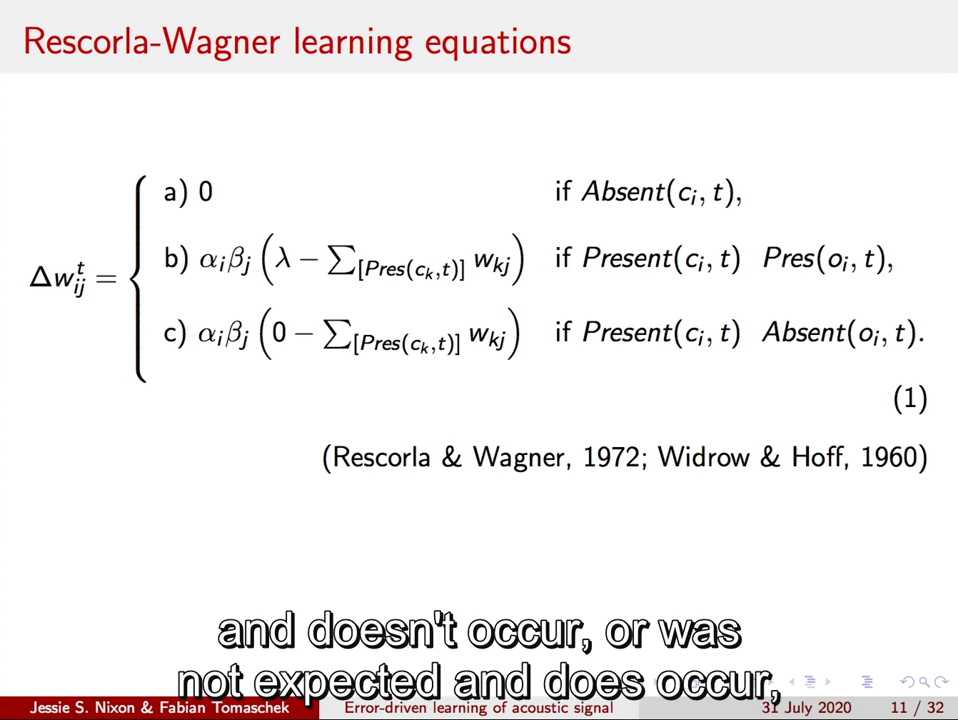 Rescorla-Wagner learning equations
a) 0 if Absent(cᵢ, t),
Δwᵢⱼᵗ = b) αᵢβⱼ (λ − ∑[Pres(cₖ,t)] wₖⱼ) if Present(cᵢ, t) Pres(oᵢ, t),
c) αᵢβⱼ (0 − ∑[Pres(cₖ,t)] wₖⱼ) if Present(cᵢ, t) Absent(oᵢ, t).
(1)
(Rescorla & Wagner, 1972; Widrow & Hoff, 1960)
and doesn't occur, or was
not expected and does occur,
Jessie S. Nixon & Fabian Tomaschek Error-driven learning of acoustic signal 31 July 2020 11 / 32